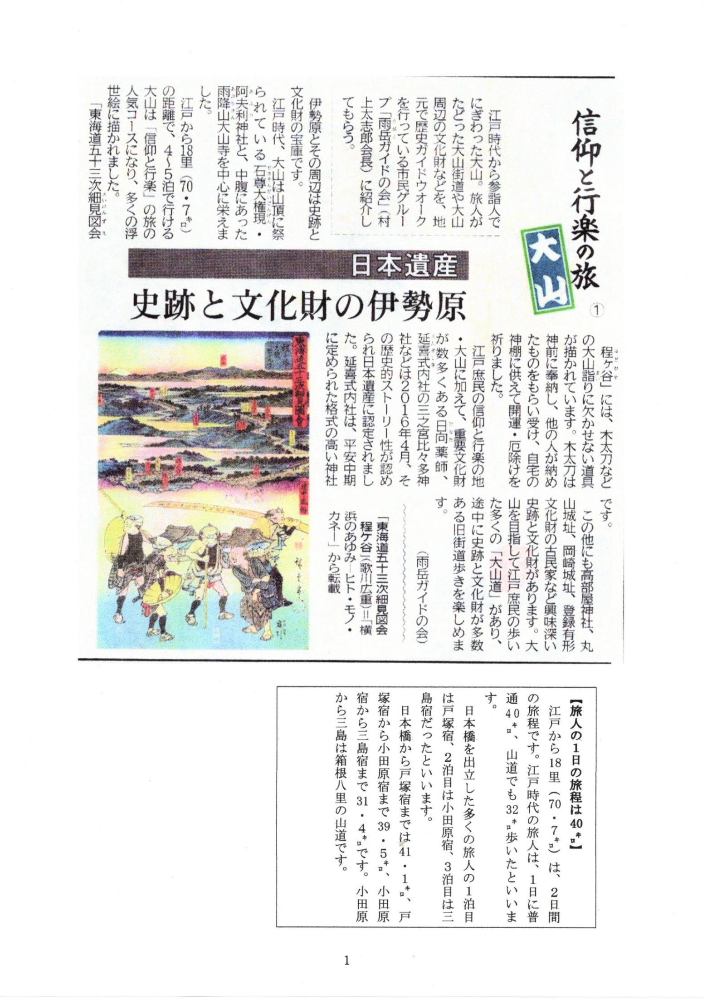 信仰と行楽の旅
大山
①
江戸時代から参詣人で
にぎわった大山。旅人が
たどった大山街道や大山
周辺の文化財などを、地
元で歴史ガイドウオーク
を行っている市民グルー
プ「雨岳ガイドの会」(村
上太志郎会長)に紹介し
てもらう。
伊勢原とその周辺は史跡と
文化財の宝庫です。
江戸時代、大山は山頂に祭
られている石尊大権現・
阿夫利神社と、中腹にあった
雨降山大山寺を中心に栄えま
した。
江戸から18里(70・7㌔)
の距離で、4〜5泊で行ける
大山は「信仰と行楽」の旅の
人気コースになり、多くの浮
世絵に描かれました。
「東海道五十三次細見図会
日本遺産
史跡と文化財の伊勢原
程ヶ谷」には、木太刀など
の大山詣りに欠かせない道具
が描かれています。木太刀は
神前に奉納し、他の人が納め
たものをもらい受け、自宅の
神棚に供えて開運・厄除けを
祈りました。
江戸庶民の信仰と行楽の地
・大山に加えて、重要文化財
が数多くある日向薬師、
延喜式内社の三之宮比々多神
社などは2016年4月、そ
の歴史的ストーリー性が認め
られ日本遺産に認定されまし
た。延喜式内社は、平安中期
に定められた格式の高い神社
です。
この他にも高部屋神社、丸
山城址、岡崎城址、登録有形
文化財の古民家など興味深い
史跡と文化財があります。大
山を目指して江戸庶民の歩い
た多くの「大山道」があり、
途中に史跡と文化財が多数
ある旧街道歩きを楽しめま
す。
(雨岳ガイドの会)
「東海道五十三次細見図会
程ケ谷」(歌川広重)=「横
浜のあゆみ―ヒト・モノ・
カネ―」から転載
東海道五十三次細見圖會
程ヶ谷
道中風俗
【旅人の1日の旅程は40㌔】
江戸から18里(70・7㌔)は、2日間
の旅程です。江戸時代の旅人は、1日に普
通40㌔、山道でも32㌔歩いたといいま
す。
日本橋を出立した多くの旅人の1泊目
は戸塚宿、2泊目は小田原宿、3泊目は三
島宿だったといいます。
日本橋から戸塚宿までは41・1㌔、戸
塚宿から小田原宿まで39・5㌔、小田原
宿から三島宿まで31・4㌔です。小田原
から三島は箱根八里の山道です。
1